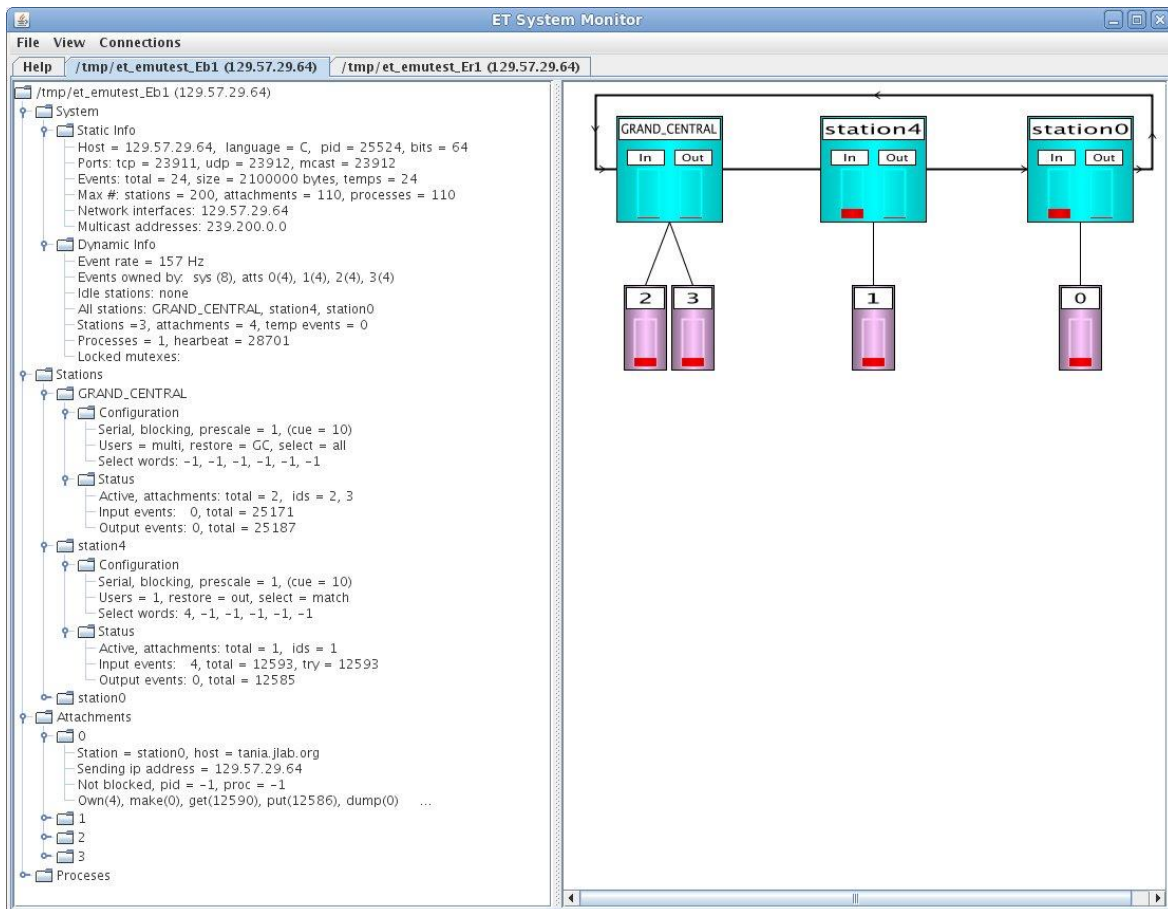 ET System Monitor
File View Connections
Help /tmp/et_emutest_Eb1 (129.57.29.64) /tmp/et_emutest_Er1 (129.57.29.64)
/tmp/et_emutest_Eb1 (129.57.29.64)
System
Static Info
Host = 129.57.29.64, language = C, pid = 25524, bits = 64
Ports: tcp = 23911, udp = 23912, mcast = 23912
Events: total = 24, size = 2100000 bytes, temps = 24
Max #: stations = 200, attachments = 110, processes = 110
Network interfaces: 129.57.29.64
Multicast addresses: 239.200.0.0
Dynamic Info
Event rate = 157 Hz
Events owned by: sys (8), atts 0(4), 1(4), 2(4), 3(4)
Idle stations: none
All stations: GRAND_CENTRAL, station4, station0
Stations =3, attachments = 4, temp events = 0
Processes = 1, hearbeat = 28701
Locked mutexes:
Stations
GRAND_CENTRAL
Configuration
Serial, blocking, prescale = 1, (cue = 10)
Users = multi, restore = GC, select = all
Select words: -1, -1, -1, -1, -1, -1
Status
Active, attachments: total = 2, ids = 2, 3
Input events: 0, total = 25171
Output events: 0, total = 25187
station4
Configuration
Serial, blocking, prescale = 1, (cue = 10)
Users = 1, restore = out, select = match
Select words: 4, -1, -1, -1, -1, -1
Status
Active, attachments: total = 1, ids = 1
Input events: 4, total = 12593, try = 12593
Output events: 0, total = 12585
station0
Attachments
0
Station = station0, host = tania.jlab.org
Sending ip address = 129.57.29.64
Not blocked, pid = -1, proc = -1
Own(4), make(0), get(12590), put(12586), dump(0) ...
1
2
3
Proceses
GRAND_CENTRAL station4 station0
In Out In Out In Out
2 3 1 0